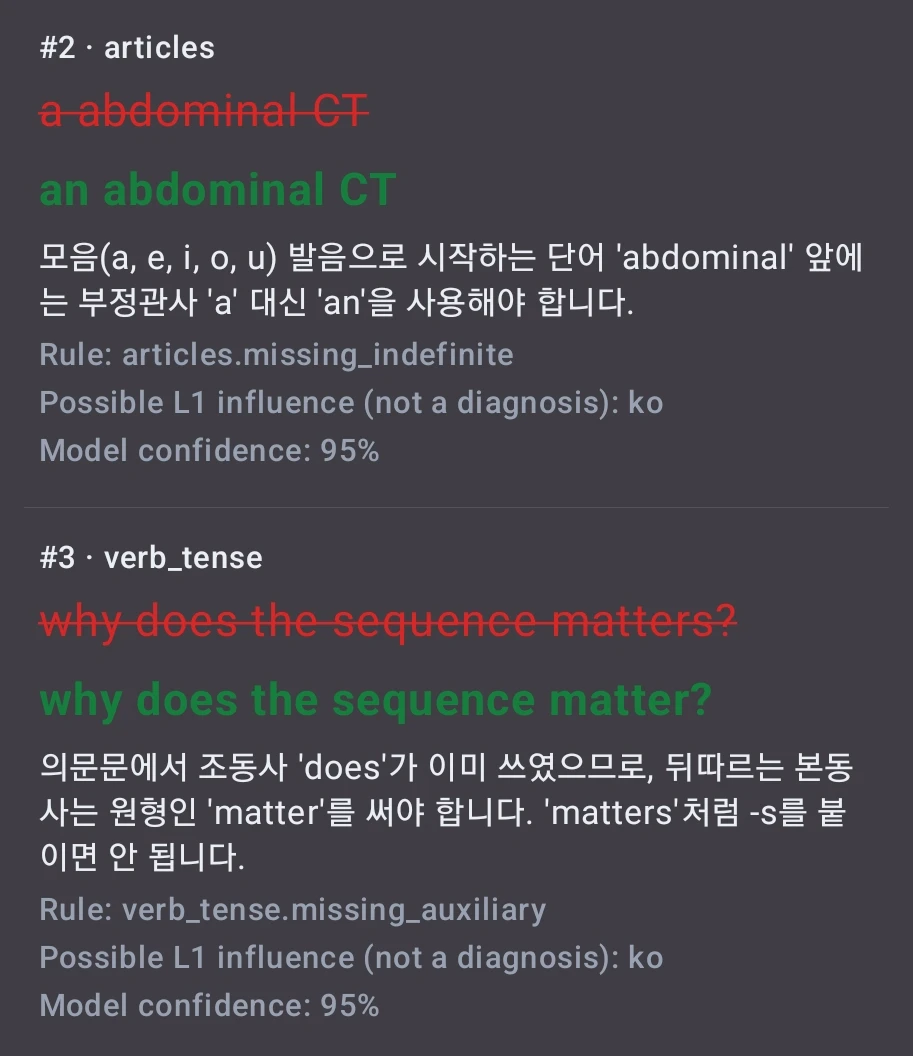 #2 · articles
a abdominal CT
an abdominal CT
모음(a, e, i, o, u) 발음으로 시작하는 단어 'abdominal' 앞에
는 부정관사 'a' 대신 'an'을 사용해야 합니다.
Rule: articles.missing_indefinite
Possible L1 influence (not a diagnosis): ko
Model confidence: 95%
#3 · verb_tense
why does the sequence matters?
why does the sequence matter?
의문문에서 조동사 'does'가 이미 쓰였으므로, 뒤따르는 본동
사는 원형인 'matter'를 써야 합니다. 'matters'처럼 -s를 붙
이면 안 됩니다.
Rule: verb_tense.missing_auxiliary
Possible L1 influence (not a diagnosis): ko
Model confidence: 95%